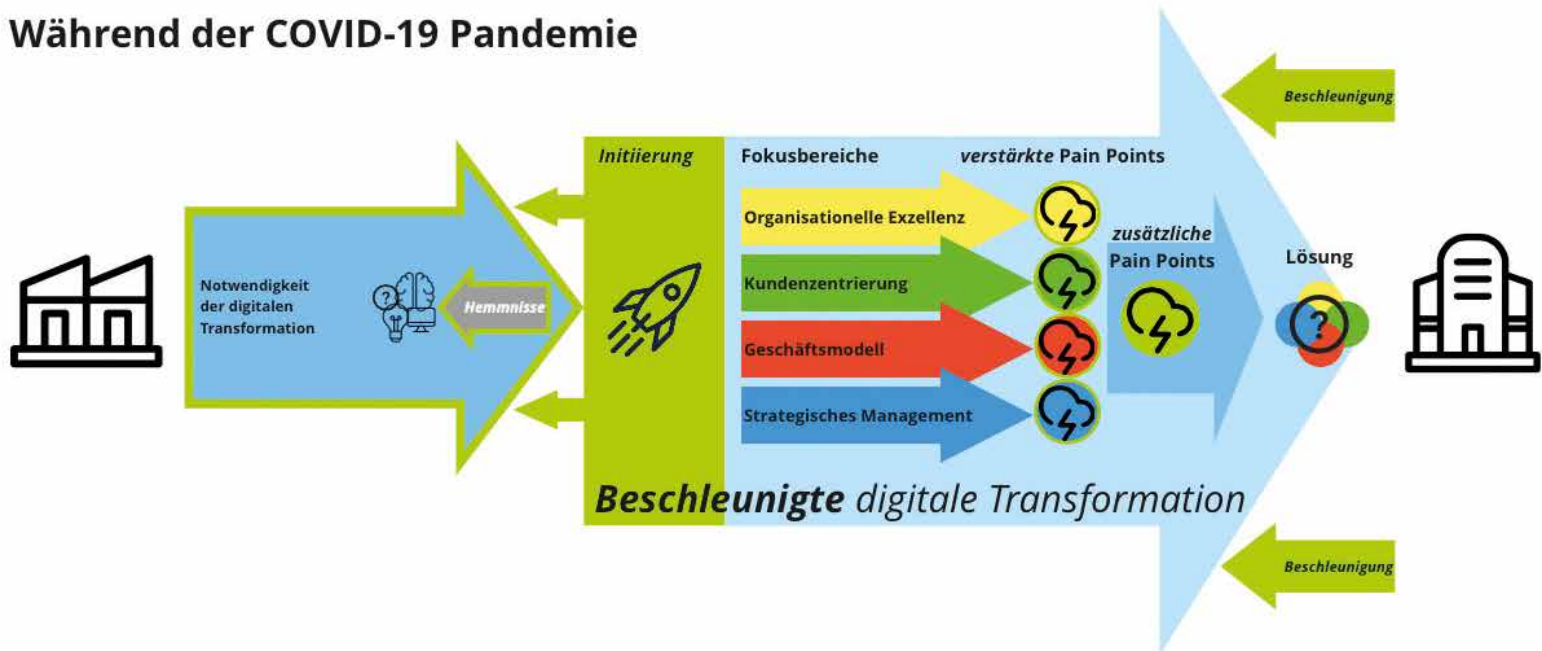 Während der COVID-19 Pandemie
Beschleunigung
Initiierung
Fokusbereiche
verstärkte Pain Points
Organisationelle Exzellenz
zusätzliche
Pain Points
Lösung
Notwendigkeit
der digitalen
Transformation
?
Hemmnisse
Kundenzentrierung
?
Geschäftsmodell
Strategisches Management
Beschleunigte digitale Transformation
Beschleunigung